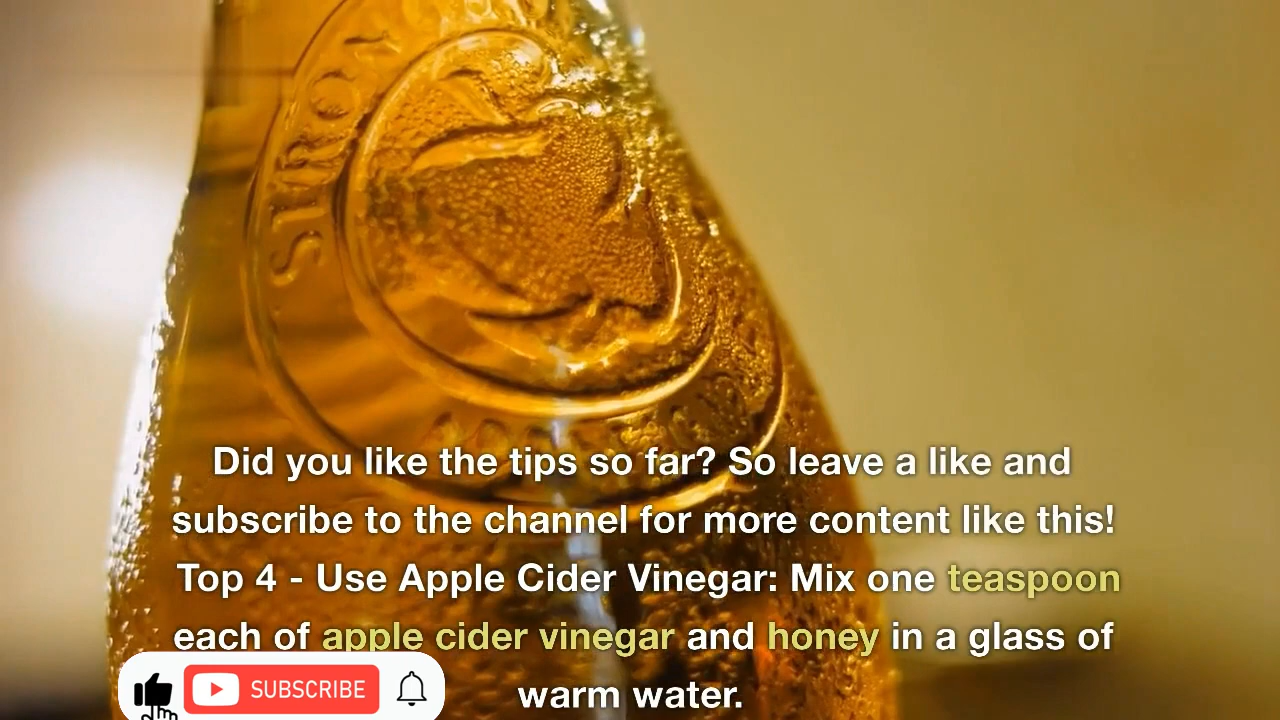 STRON
Did you like the tips so far? So leave a like and
subscribe to the channel for more content like this!
Top 4 - Use Apple Cider Vinegar: Mix one teaspoon
each of apple cider vinegar and honey in a glass of
warm water.
SUBSCRIBE